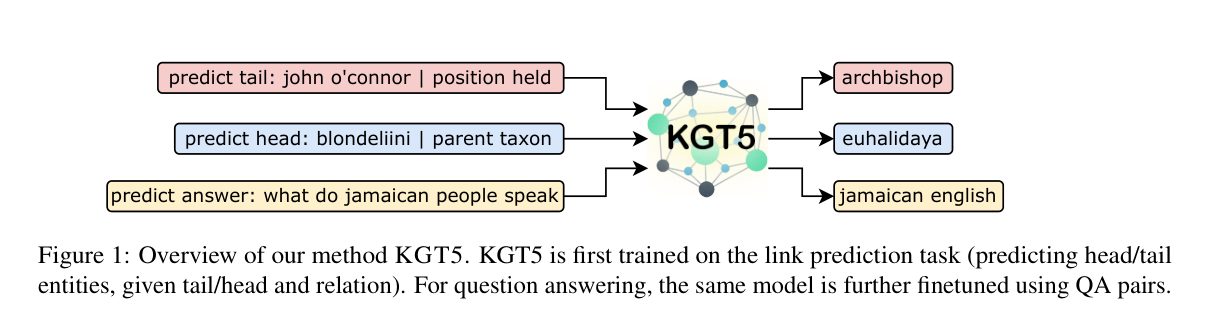 predict tail: john o'connor | position held
archbishop
predict head: blondeliini | parent taxon
KGT5
euhalidaya
predict answer: what do jamaican people speak
jamaican english
Figure 1: Overview of our method KGT5. KGT5 is first trained on the link prediction task (predicting head/tail
entities, given tail/head and relation). For question answering, the same model is further finetuned using QA pairs.